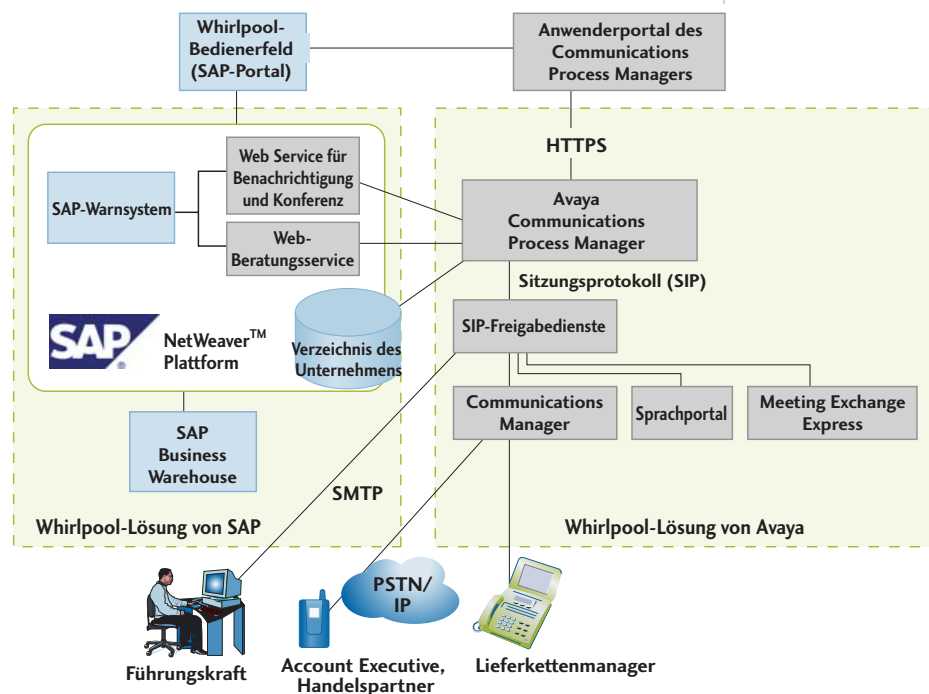 Whirlpool-
Bedienerfeld
(SAP-Portal)
Anwenderportal des
Communications
Process Managers
HTTPS
Web Service für
Benachrichtigung
und Konferenz
SAP-Warnsystem
Web-
Beratungsservice
Avaya
Communications
Process Manager
Sitzungsprotokoll (SIP)
SIP-Freigabedienste
SAP®
NetWeaver™
Plattform
Verzeichnis des
Unternehmens
Communications
Manager
Sprachportal
Meeting Exchange
Express
SAP
Business
Warehouse
SMTP
Whirlpool-Lösung von SAP
Whirlpool-Lösung von Avaya
PSTN/
IP
Führungskraft
Account Executive,
Handelspartner
Lieferkettenmanager